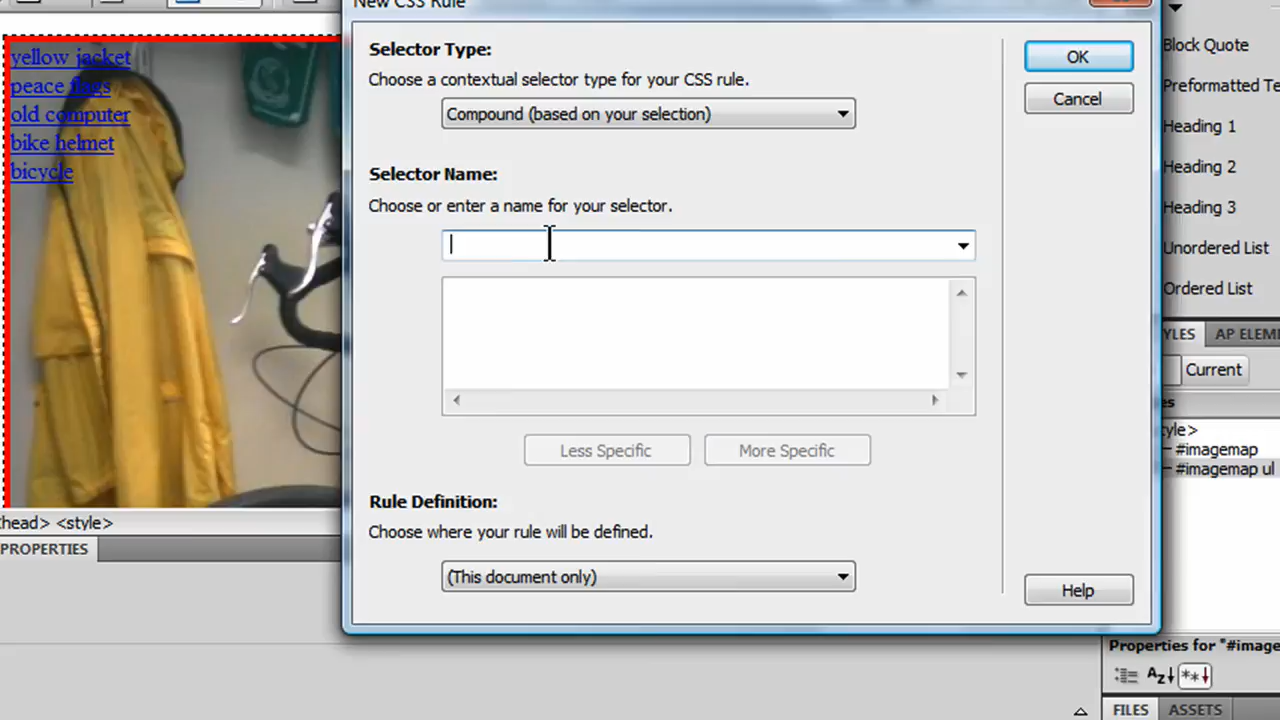 New CSS Rule
yellow jacket
peace flags
old computer
bike helmet
bicycle
Selector Type:
Choose a contextual selector type for your CSS rule.
Compound (based on your selection)
Selector Name:
Choose or enter a name for your selector.
Less Specific
More Specific
Rule Definition:
Choose where your rule will be defined.
(This document only)
OK
Cancel
Help
Block Quote
Preformatted Te
Heading 1
Heading 2
Heading 3
Unordered List
Ordered List
YLES
AP ELEM
Current
es
tyle>
#imagemap
#imagemap ul
head> <style>
PROPERTIES
Properties for "#image
Az↓
**↓
FILES
ASSETS